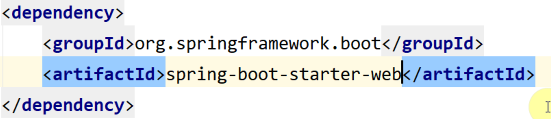 <dependency>
    <groupId>org.springframework.boot</groupId>
    <artifactId>spring-boot-starter-web</artifactId>
</dependency>